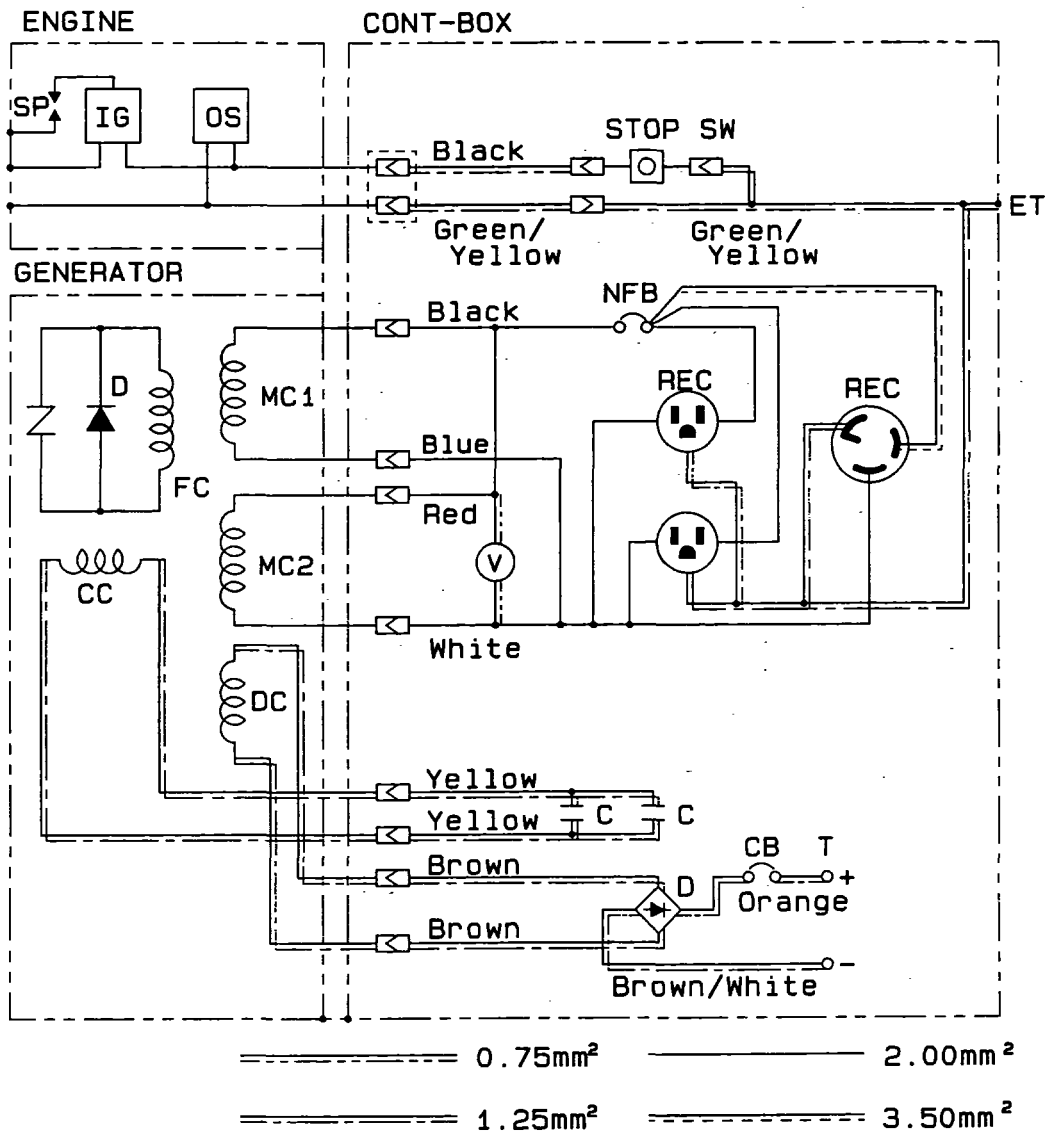 ENGINE
CONT-BOX
SP
IG
OS
STOP SW
Black
Green/
Yellow
Green/
Yellow
ET
GENERATOR
Black
NFB
D
MC1
REC
REC
Blue
FC
Red
MC2
V
CC
White
DC
Yellow
C
C
Yellow
Brown
CB
T
D
+
Orange
Brown
-
Brown/White
0.75mm²
2.00mm²
1.25mm²
3.50mm²